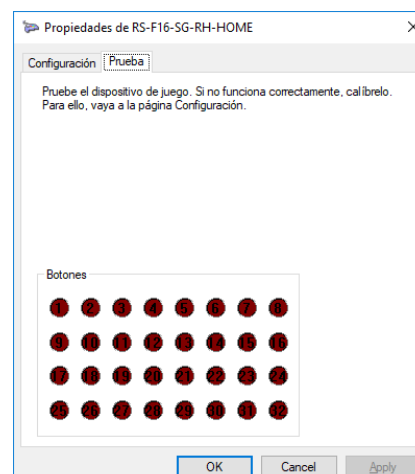 Propiedades de RS-F16-SG-RH-HOME
Configuración Prueba
Pruebe el dispositivo de juego. Si no funciona correctamente, calíbrelo.
Para ello, vaya a la página Configuración.
Botones
1 2 3 4 5 6 7 8
9 10 11 12 13 14 15 16
17 18 19 20 21 22 23 24
25 26 27 28 29 30 31 32
OK Cancel Apply